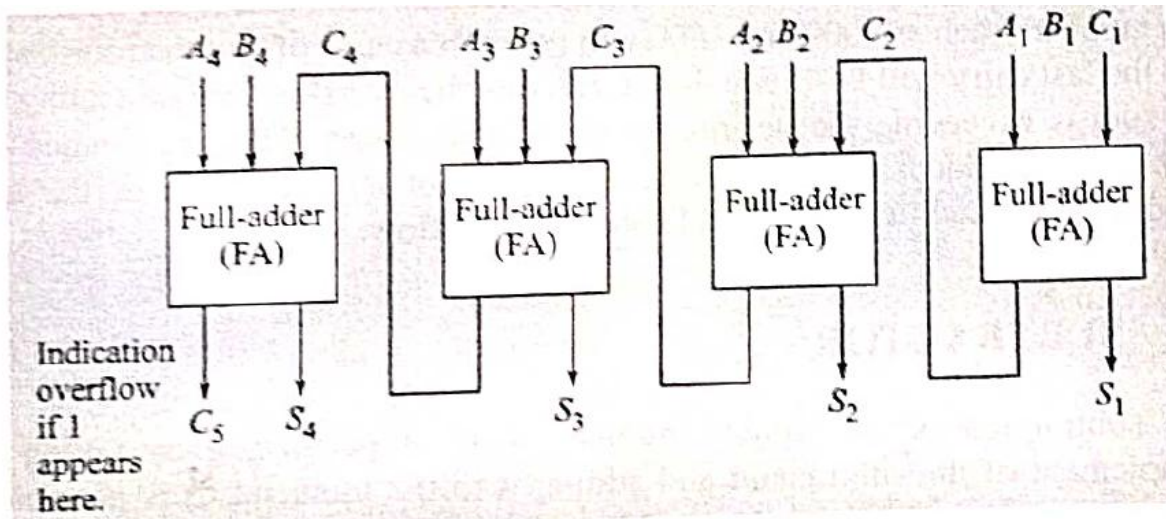 A₄ B₄ C₄ A₃ B₃ C₃ A₂ B₂ C₂ A₁ B₁ C₁
Full-adder
(FA)
Full-adder
(FA)
Full-adder
(FA)
Full-adder
(FA)
Indication
overflow
if 1
appears
here.
C₅ S₄ S₃ S₂ S₁